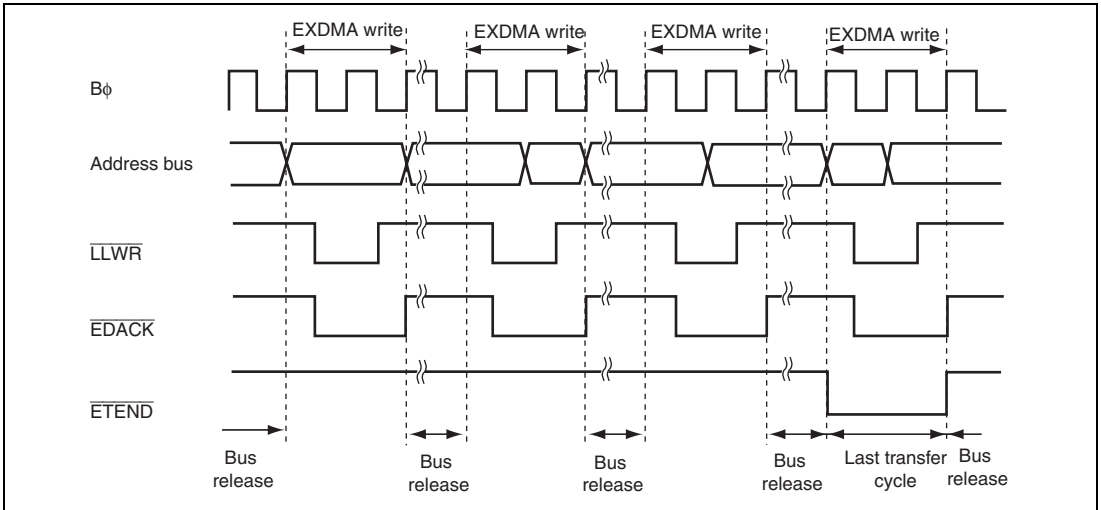 EXDMA write EXDMA write EXDMA write EXDMA write
Bϕ
Address bus
LLWR
EDACK
ETEND
Bus release
Bus release
Bus release
Bus release
Last transfer cycle
Bus release